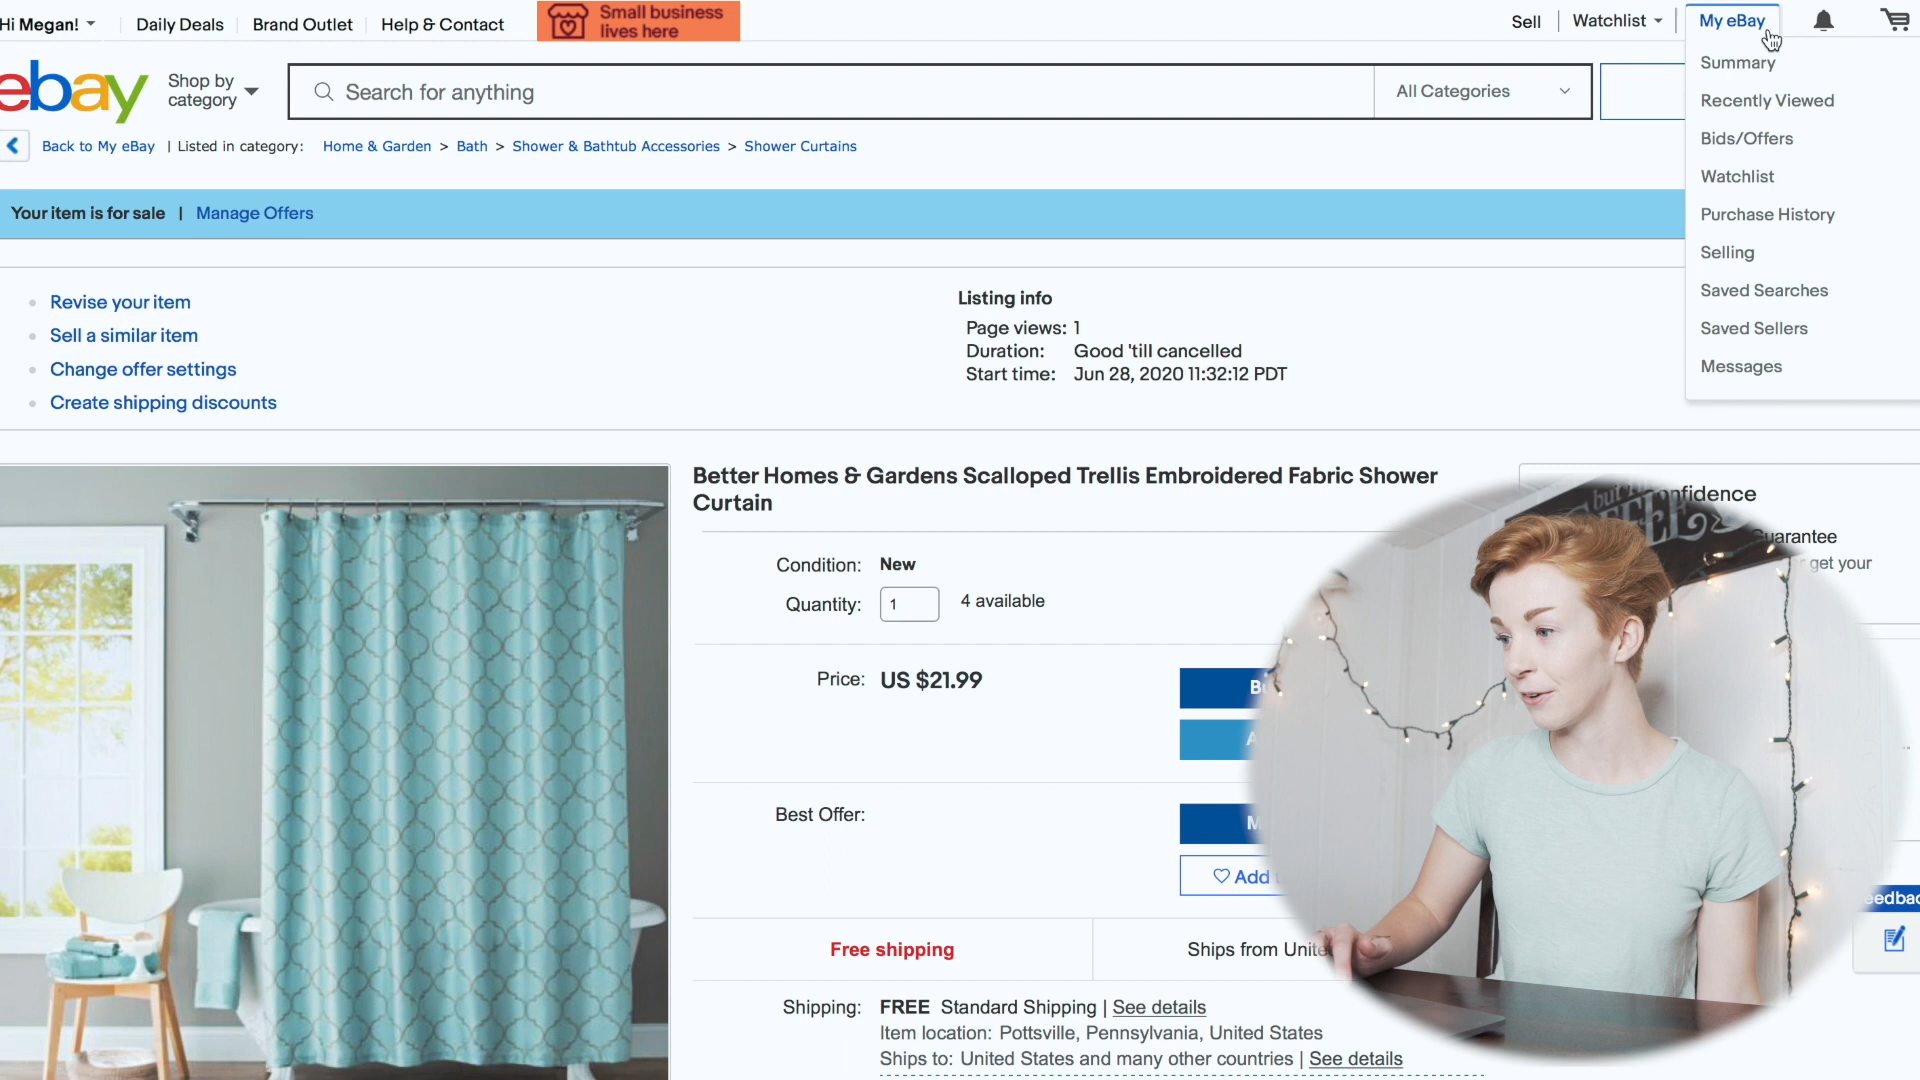 Hi Megan!
Daily Deals
Brand Outlet
Help & Contact
Small business
lives here
Sell
Watchlist
My eBay
ebay
Shop by
category
Search for anything
All Categories
Summary
Recently Viewed
Bids/Offers
Watchlist
Purchase History
Selling
Saved Searches
Saved Sellers
Messages
Back to My eBay | Listed in category: Home & Garden > Bath > Shower & Bathtub Accessories > Shower Curtains
Your item is for sale | Manage Offers
Revise your item
Sell a similar item
Change offer settings
Create shipping discounts
Listing info
Page views: 1
Duration: Good 'till cancelled
Start time: Jun 28, 2020 11:32:12 PDT
Better Homes & Gardens Scalloped Trellis Embroidered Fabric Shower
Curtain
Condition: New
Quantity: 1 4 available
Price: US $21.99
Best Offer:
Add
Free shipping
Ships from
Shipping: FREE Standard Shipping | See details
Item location: Pottsville, Pennsylvania, United States
Ships to: United States and many other countries | See details
but
get your